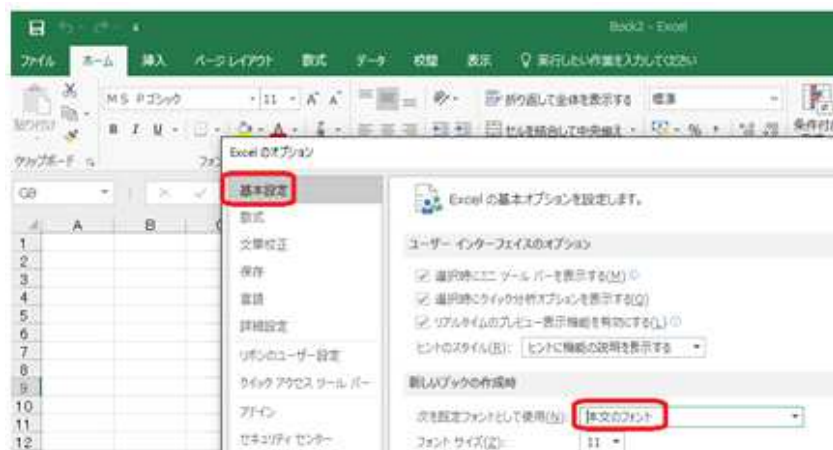 Book2 - Excel
ファイル ホーム 挿入 ページレイアウト 数式 データ 校閲 表示 実行したい作業を入力してください
MS Pゴシック 11 A A 折り返して全体を表示する 標準
B I U A セルを結合して中央揃え % 条件付き
クリップボード
G9
Excel のオプション
基本設定
数式
文章校正
保存
言語
詳細設定
リボンのユーザー設定
クイック アクセス ツール バー
アドイン
セキュリティ センター
Excel の基本オプションを設定します。
ユーザー インターフェイスのオプション
選択時にミニ ツール バーを表示する(M)
選択時にクイック分析オプションを表示する(Q)
リアルタイムのプレビュー表示機能を有効にする(L)
ヒントのスタイル(R): ヒントに機能の説明を表示する
新しいブックの作成時
次を既定フォントとして使用(N): 本文のフォント
フォント サイズ(Z): 11
A B
1
2
3
4
5
6
7
8
9
10
11
12